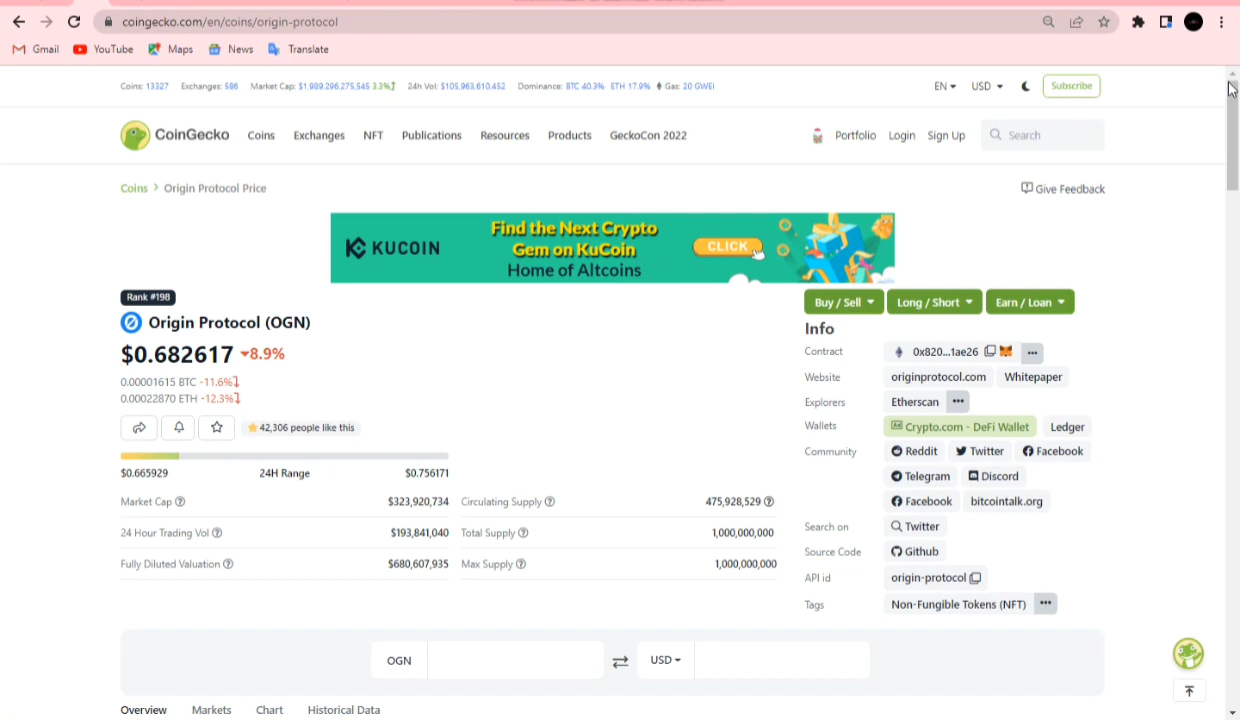 coingecko.com/en/coins/origin-protocol
Gmail YouTube Maps News Translate
Coins: 13327 Exchanges: 586 Market Cap: $1,989,296,275,545 3.3% 24h Vol: $105,963,610,452 Dominance: BTC 40.3% ETH 17.9% Gas: 20 GWEI EN USD Subscribe
CoinGecko Coins Exchanges NFT Publications Resources Products GeckoCon 2022 Portfolio Login Sign Up Search
Coins > Origin Protocol Price Give Feedback
KUCOIN
Find the Next Crypto
Gem on KuCoin
Home of Altcoins
CLICK
Rank #198
Origin Protocol (OGN)
$0.682617 8.9%
0.00001615 BTC -11.6%
0.00022870 ETH -12.3%
42,306 people like this
$0.665929 24H Range $0.756171
Market Cap $323,920,734 Circulating Supply 475,928,529
24 Hour Trading Vol $193,841,040 Total Supply 1,000,000,000
Fully Diluted Valuation $680,607,935 Max Supply 1,000,000,000
Buy / Sell Long / Short Earn / Loan
Info
Contract 0x820...1ae26 ...
Website originprotocol.com Whitepaper
Explorers Etherscan ...
Wallets Ad Crypto.com - DeFi Wallet Ledger
Community Reddit Twitter Facebook
Telegram Discord
Facebook bitcointalk.org
Search on Twitter
Source Code Github
API id origin-protocol
Tags Non-Fungible Tokens (NFT) ...
OGN USD
Overview Markets Chart Historical Data